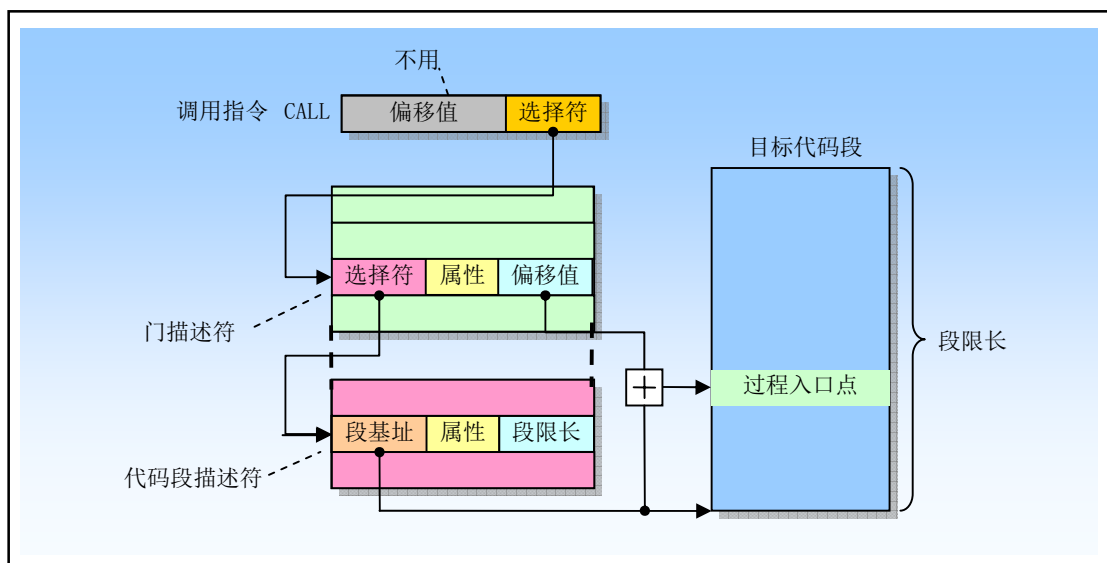 不用
调用指令 CALL 偏移值 选择符
目标代码段
选择符 属性 偏移值
门描述符
段限长
过程入口点
段基址 属性 段限长
代码段描述符